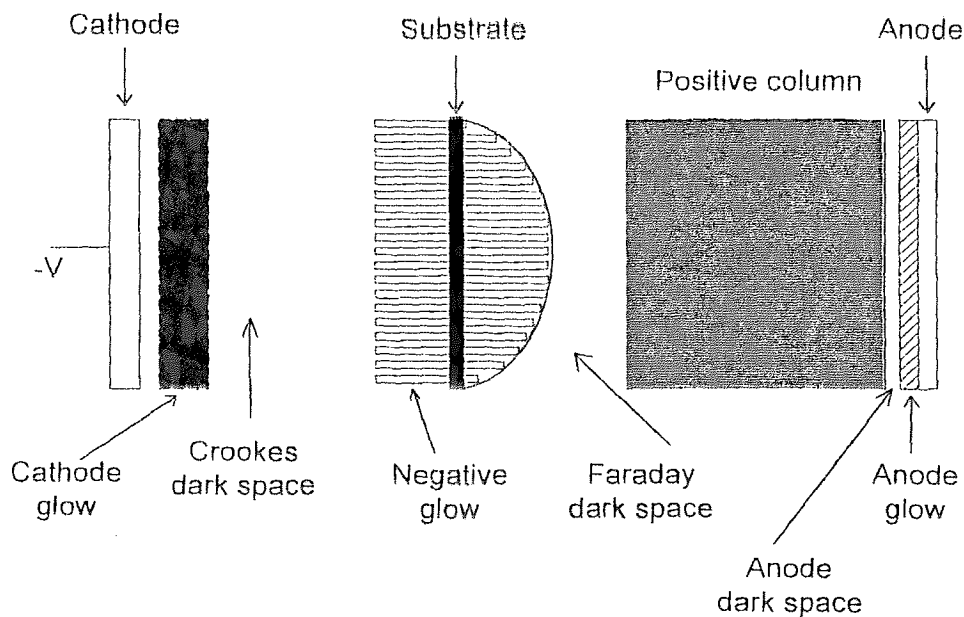 Cathode
Substrate
Anode
Positive column
-V
Cathode
glow
Crookes
dark space
Negative
glow
Faraday
dark space
Anode
glow
Anode
dark space